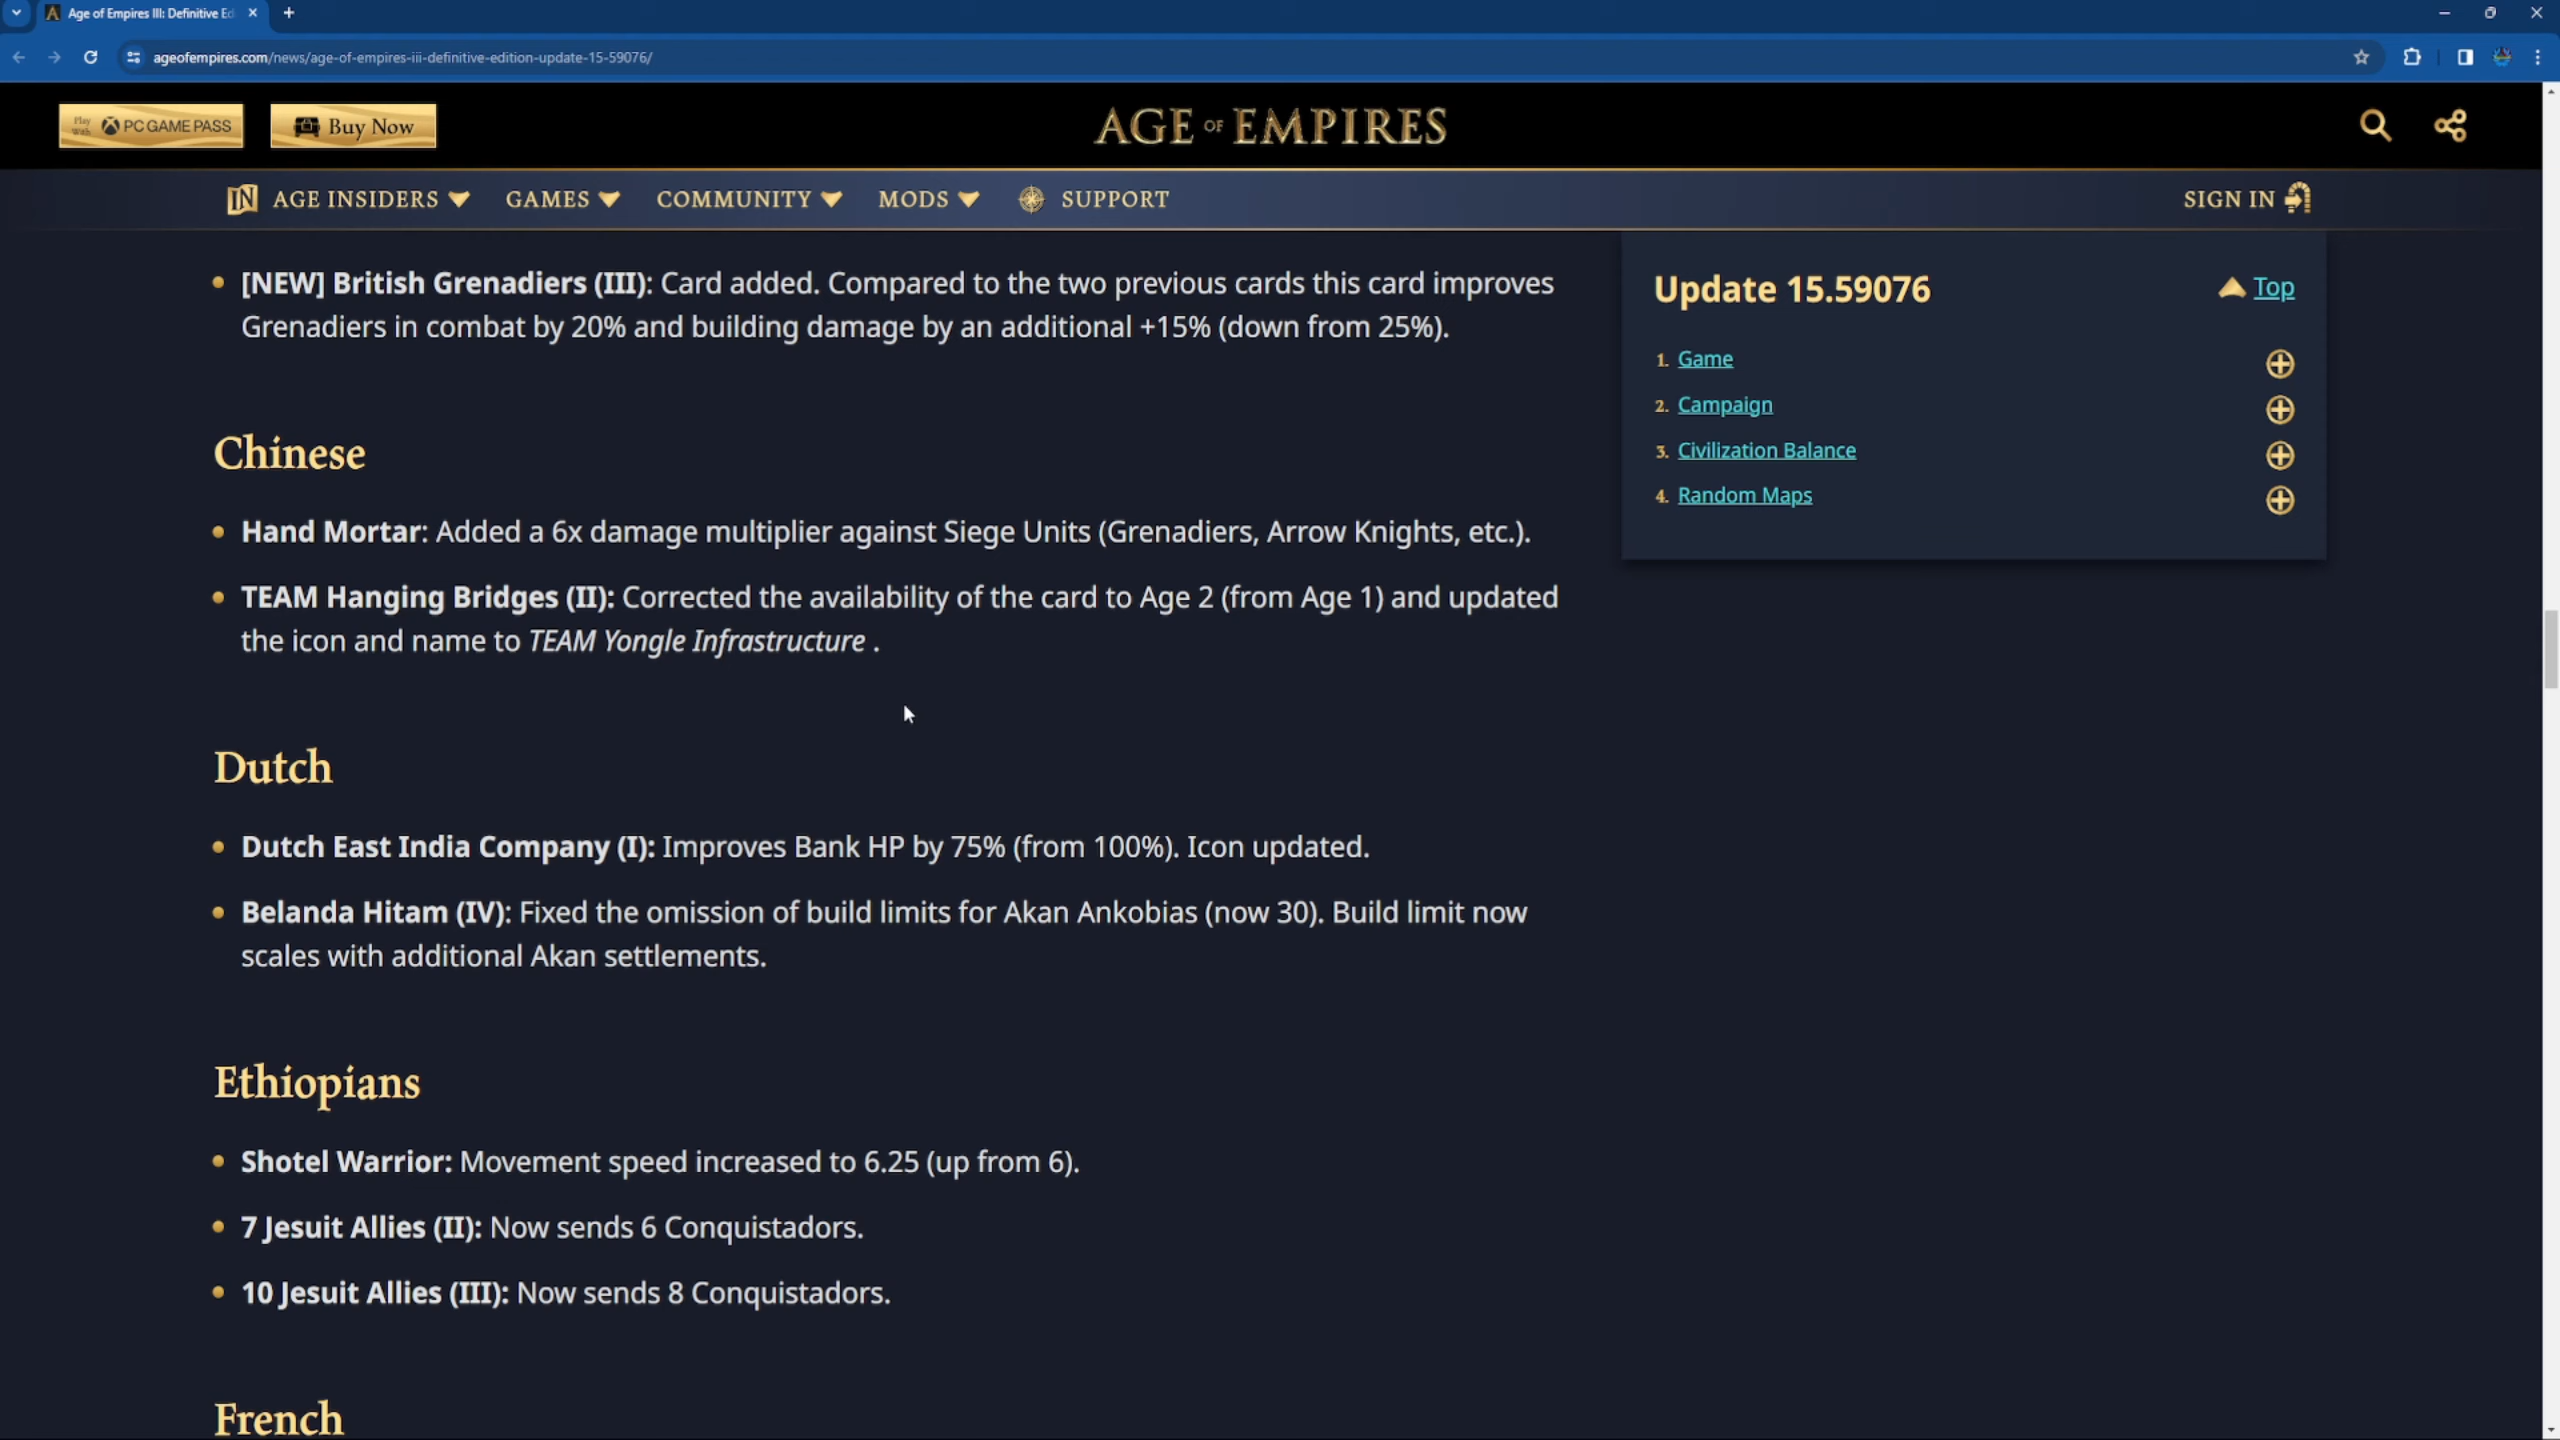 Age of Empires III: Definitive Ed
ageofempires.com/news/age-of-empires-iii-definitive-edition-update-15-59076/
Play With PC GAME PASS
Buy Now
AGE OF EMPIRES
IN AGE INSIDERS
GAMES
COMMUNITY
MODS
SUPPORT
SIGN IN
[NEW] British Grenadiers (III): Card added. Compared to the two previous cards this card improves
Grenadiers in combat by 20% and building damage by an additional +15% (down from 25%).
Chinese
Hand Mortar: Added a 6x damage multiplier against Siege Units (Grenadiers, Arrow Knights, etc.).
TEAM Hanging Bridges (II): Corrected the availability of the card to Age 2 (from Age 1) and updated
the icon and name to TEAM Yongle Infrastructure .
Dutch
Dutch East India Company (I): Improves Bank HP by 75% (from 100%). Icon updated.
Belanda Hitam (IV): Fixed the omission of build limits for Akan Ankobias (now 30). Build limit now
scales with additional Akan settlements.
Ethiopians
Shotel Warrior: Movement speed increased to 6.25 (up from 6).
7 Jesuit Allies (II): Now sends 6 Conquistadors.
10 Jesuit Allies (III): Now sends 8 Conquistadors.
French
Update 15.59076
Top
1. Game
2. Campaign
3. Civilization Balance
4. Random Maps